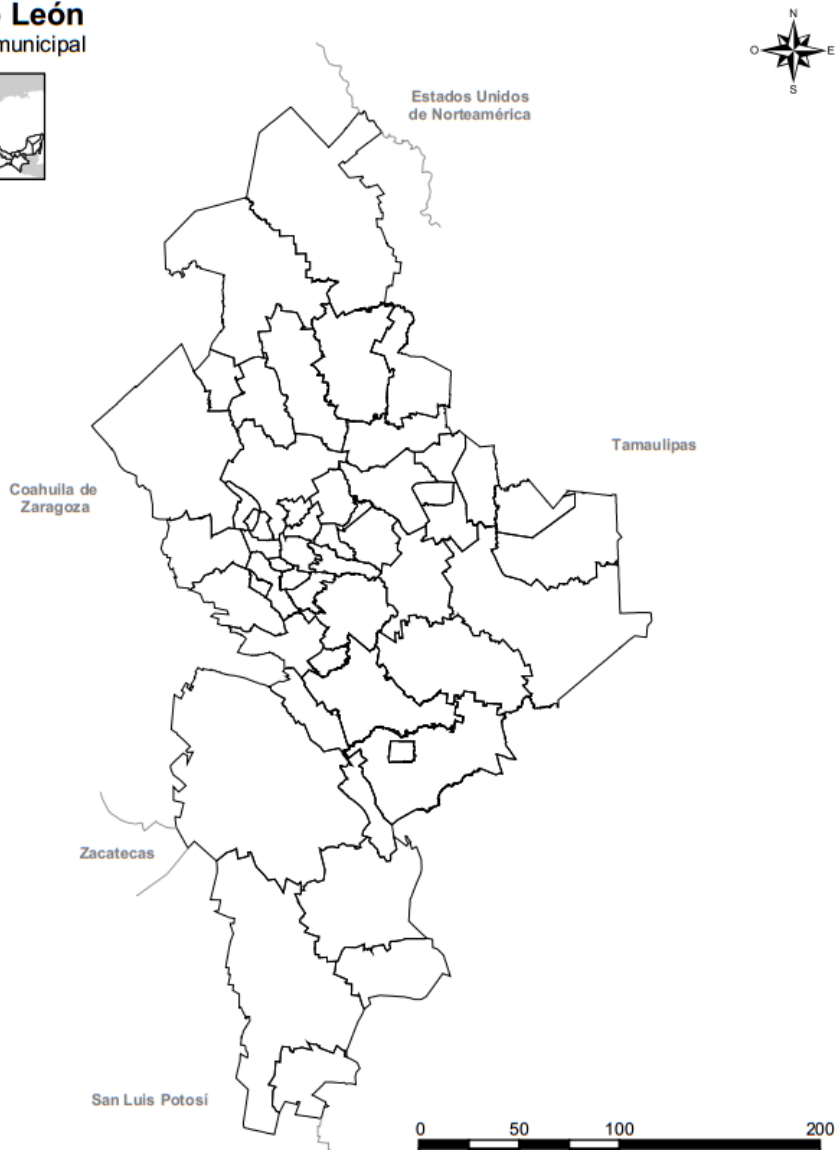 León
municipal
N
O
E
S
Estados Unidos
de Norteamérica
Tamaulipas
Coahuila de
Zaragoza
Zacatecas
San Luis Potosí
0 50 100 200